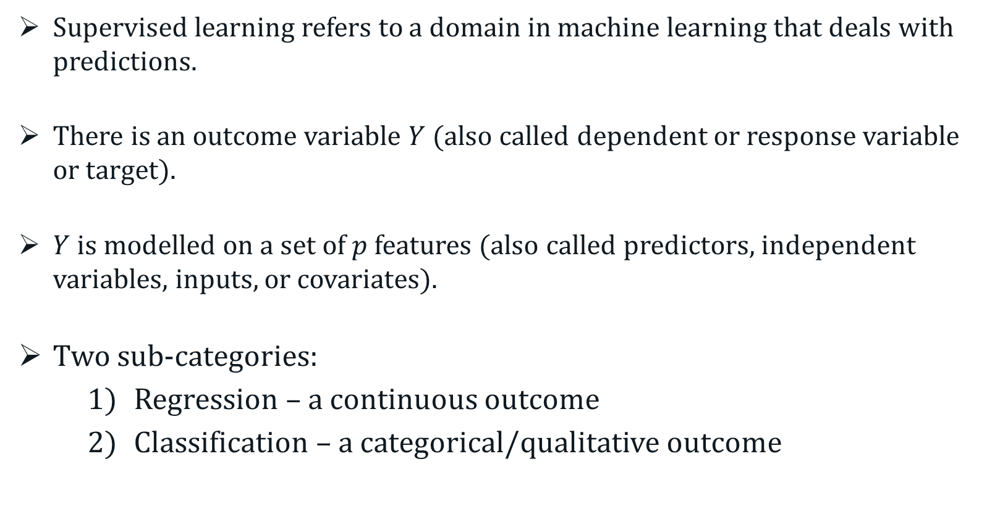 ➢ Supervised learning refers to a domain in machine learning that deals with
predictions.
➢ There is an outcome variable Y (also called dependent or response variable
or target).
➢ Y is modelled on a set of p features (also called predictors, independent
variables, inputs, or covariates).
➢ Two sub-categories:
1) Regression – a continuous outcome
2) Classification – a categorical/qualitative outcome